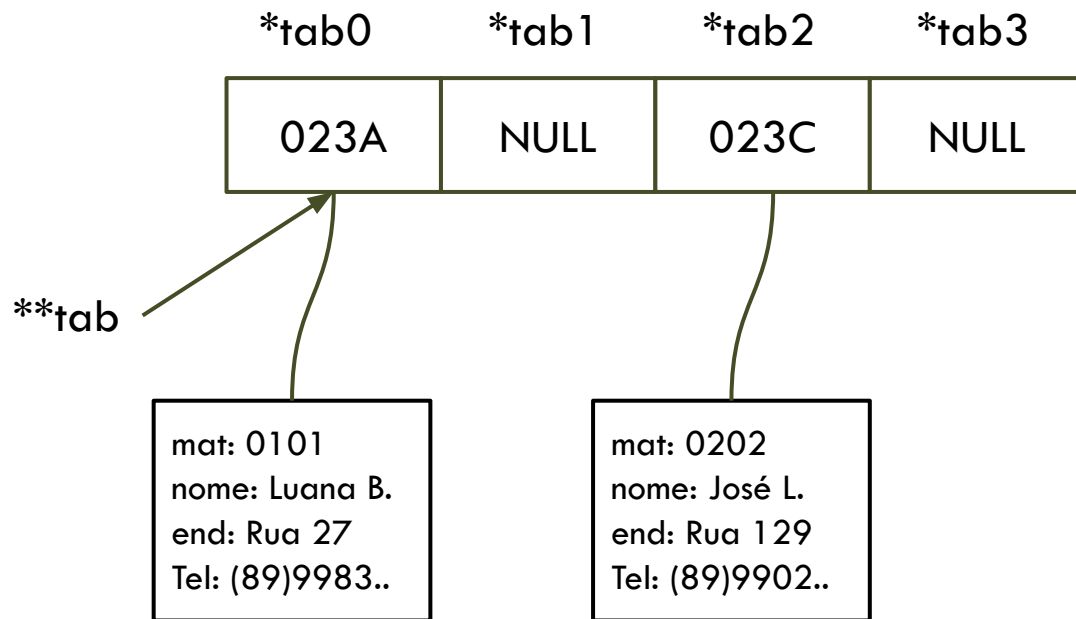 *tab0 *tab1 *tab2 *tab3
023A NULL 023C NULL
**tab
mat: 0101
nome: Luana B.
end: Rua 27
Tel: (89)9983..
mat: 0202
nome: José L.
end: Rua 129
Tel: (89)9902..